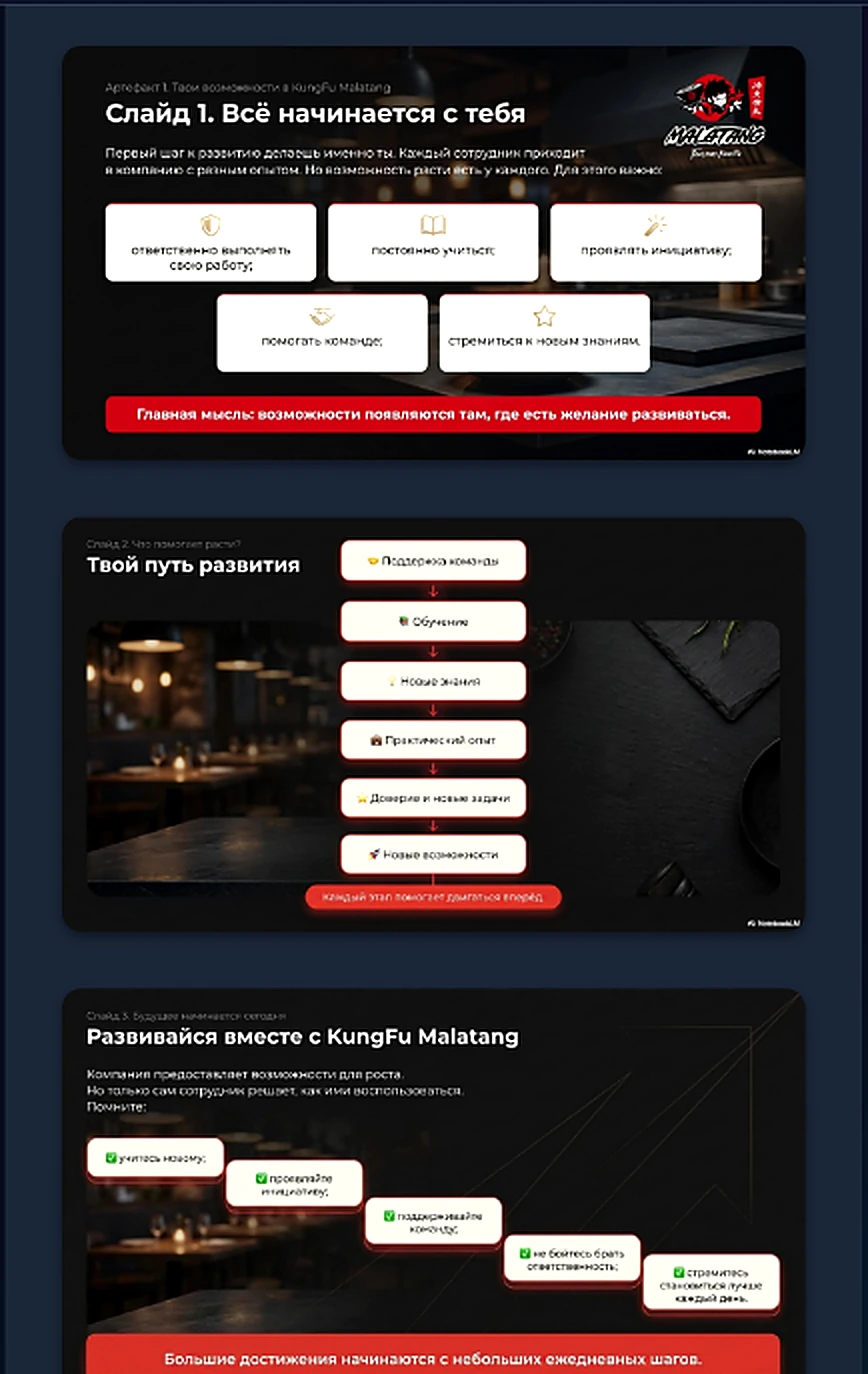 Артефакт 1. Твои возможности в KungFu Malatang
Слайд 1. Всё начинается с тебя
MALATANG
Первый шаг к развитию делаешь именно ты. Каждый сотрудник приходит
в компанию с разным опытом. Но возможность расти есть у каждого. Для этого важно:
ответственно выполнять
свою работу;
постоянно учиться;
проявлять инициативу;
помогать команде;
стремиться к новым знаниям.
Главная мысль: возможности появляются там, где есть желание развиваться.
NotebookLM
Слайд 2. Что помогает расти?
Твой путь развития
Поддержка команды
Обучение
Новые знания
Практический опыт
Доверие и новые задачи
Новые возможности
Каждый этап помогает двигаться вперёд
NotebookLM
Слайд 3. Будущее начинается сегодня
Развивайся вместе с KungFu Malatang
Компания предоставляет возможности для роста.
Но только сам сотрудник решает, как ими воспользоваться.
Помните:
учитесь новому;
проявляйте
инициативу;
поддерживайте
команду;
не бойтесь брать
ответственность;
стремитесь
становиться лучше
каждый день.
Большие достижения начинаются с небольших ежедневных шагов.